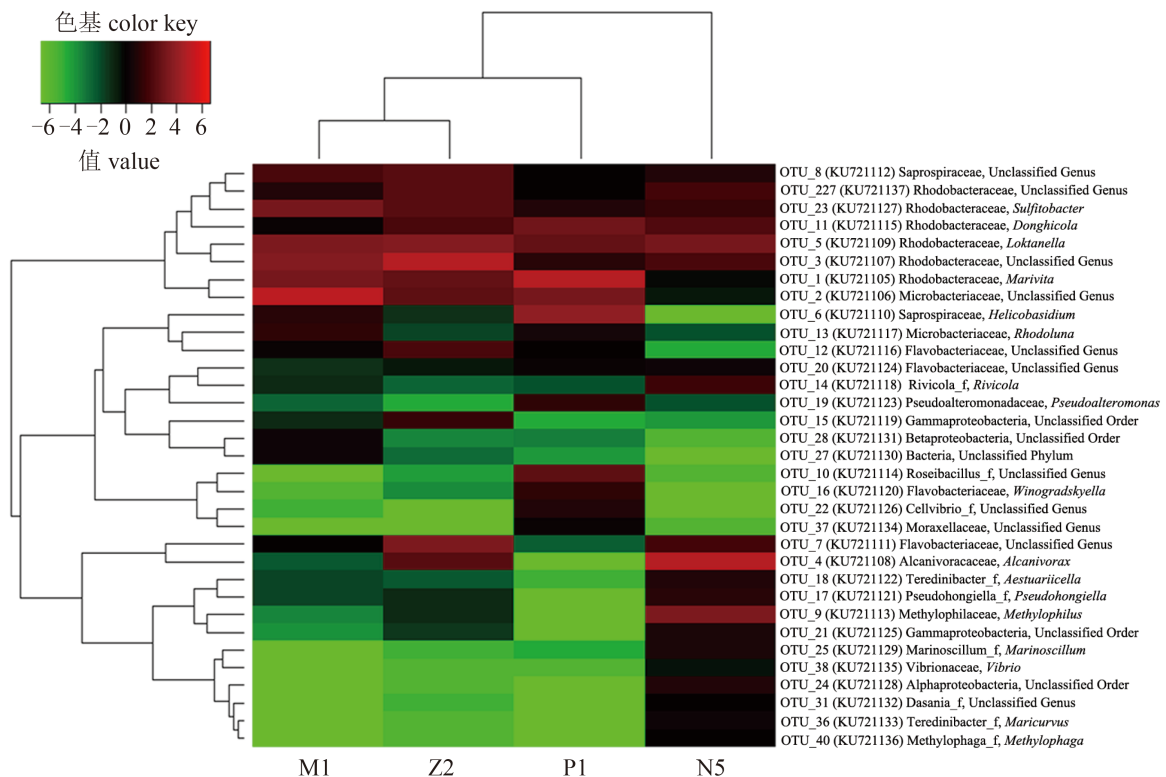 色基 color key
−6 −4 −2 0 2 4 6
值 value
OTU_8 (KU721112) Saprospiraceae, Unclassified Genus
OTU_227 (KU721137) Rhodobacteraceae, Unclassified Genus
OTU_23 (KU721127) Rhodobacteraceae, Sulfitobacter
OTU_11 (KU721115) Rhodobacteraceae, Donghicola
OTU_5 (KU721109) Rhodobacteraceae, Loktanella
OTU_3 (KU721107) Rhodobacteraceae, Unclassified Genus
OTU_1 (KU721105) Rhodobacteraceae, Marivita
OTU_2 (KU721106) Microbacteriaceae, Unclassified Genus
OTU_6 (KU721110) Saprospiraceae, Helicobasidium
OTU_13 (KU721117) Microbacteriaceae, Rhodoluna
OTU_12 (KU721116) Flavobacteriaceae, Unclassified Genus
OTU_20 (KU721124) Flavobacteriaceae, Unclassified Genus
OTU_14 (KU721118) Rivicola_f, Rivicola
OTU_19 (KU721123) Pseudoalteromonadaceae, Pseudoalteromonas
OTU_15 (KU721119) Gammaproteobacteria, Unclassified Order
OTU_28 (KU721131) Betaproteobacteria, Unclassified Order
OTU_27 (KU721130) Bacteria, Unclassified Phylum
OTU_10 (KU721114) Roseibacillus_f, Unclassified Genus
OTU_16 (KU721120) Flavobacteriaceae, Winogradskyella
OTU_22 (KU721126) Cellvibrio_f, Unclassified Genus
OTU_37 (KU721134) Moraxellaceae, Unclassified Genus
OTU_7 (KU721111) Flavobacteriaceae, Unclassified Genus
OTU_4 (KU721108) Alcanivoracaceae, Alcanivorax
OTU_18 (KU721122) Teredinibacter_f, Aestuariicella
OTU_17 (KU721121) Pseudohongiella_f, Pseudohongiella
OTU_9 (KU721113) Methylophilaceae, Methylophilus
OTU_21 (KU721125) Gammaproteobacteria, Unclassified Order
OTU_25 (KU721129) Marinoscillum_f, Marinoscillum
OTU_38 (KU721135) Vibrionaceae, Vibrio
OTU_24 (KU721128) Alphaproteobacteria, Unclassified Order
OTU_31 (KU721132) Dasania_f, Unclassified Genus
OTU_36 (KU721133) Teredinibacter_f, Maricurvus
OTU_40 (KU721136) Methylophaga_f, Methylophaga
M1 Z2 P1 N5